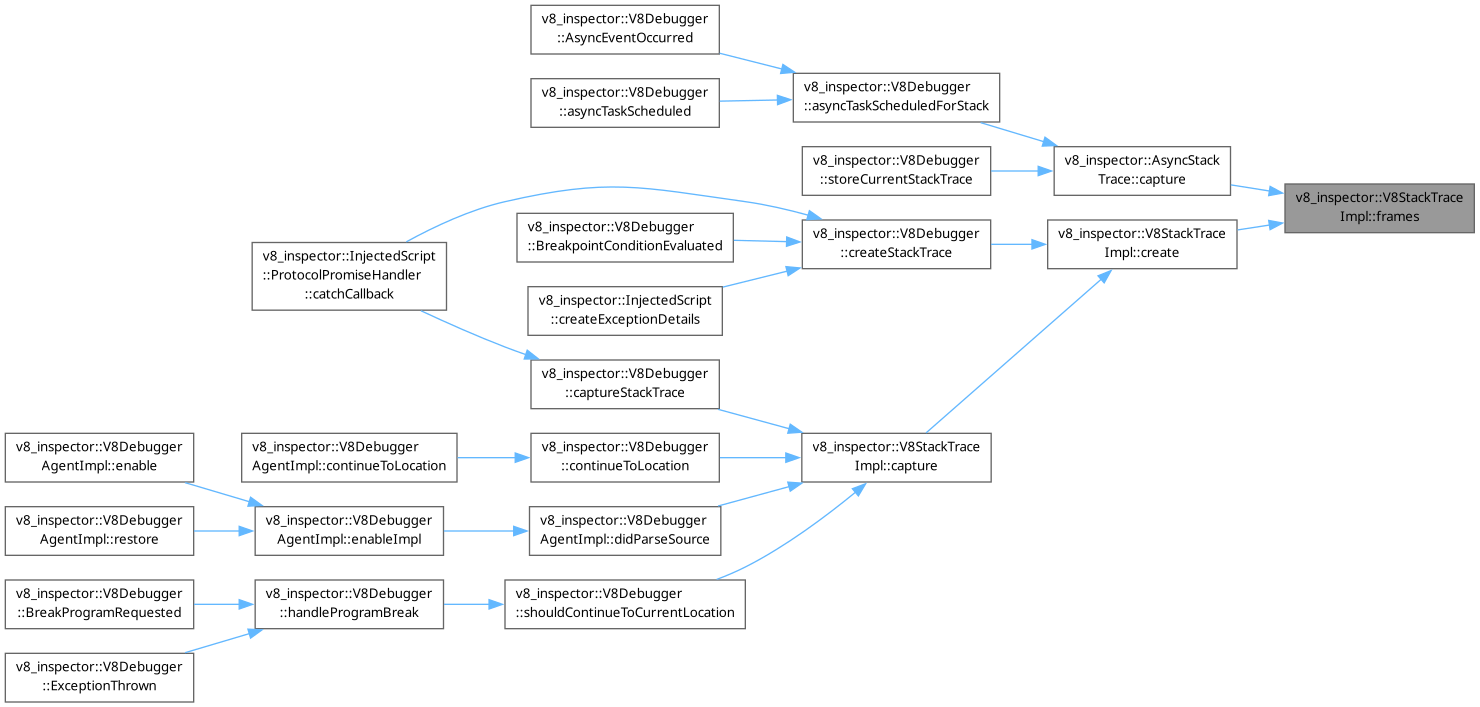 v8_inspector::V8Debugger
::AsyncEventOccurred
v8_inspector::V8Debugger
::asyncTaskScheduledForStack
v8_inspector::V8Debugger
::asyncTaskScheduled
v8_inspector::AsyncStack
Trace::capture
v8_inspector::V8Debugger
::storeCurrentStackTrace
v8_inspector::V8StackTrace
Impl::frames
v8_inspector::V8Debugger
::BreakpointConditionEvaluated
v8_inspector::V8Debugger
::createStackTrace
v8_inspector::V8StackTrace
Impl::create
v8_inspector::InjectedScript
::ProtocolPromiseHandler
::catchCallback
v8_inspector::InjectedScript
::createExceptionDetails
v8_inspector::V8Debugger
::captureStackTrace
v8_inspector::V8Debugger
AgentImpl::enable
v8_inspector::V8Debugger
AgentImpl::continueToLocation
v8_inspector::V8Debugger
::continueToLocation
v8_inspector::V8StackTrace
Impl::capture
v8_inspector::V8Debugger
AgentImpl::restore
v8_inspector::V8Debugger
AgentImpl::enableImpl
v8_inspector::V8Debugger
AgentImpl::didParseSource
v8_inspector::V8Debugger
::BreakProgramRequested
v8_inspector::V8Debugger
::handleProgramBreak
v8_inspector::V8Debugger
::shouldContinueToCurrentLocation
v8_inspector::V8Debugger
::ExceptionThrown